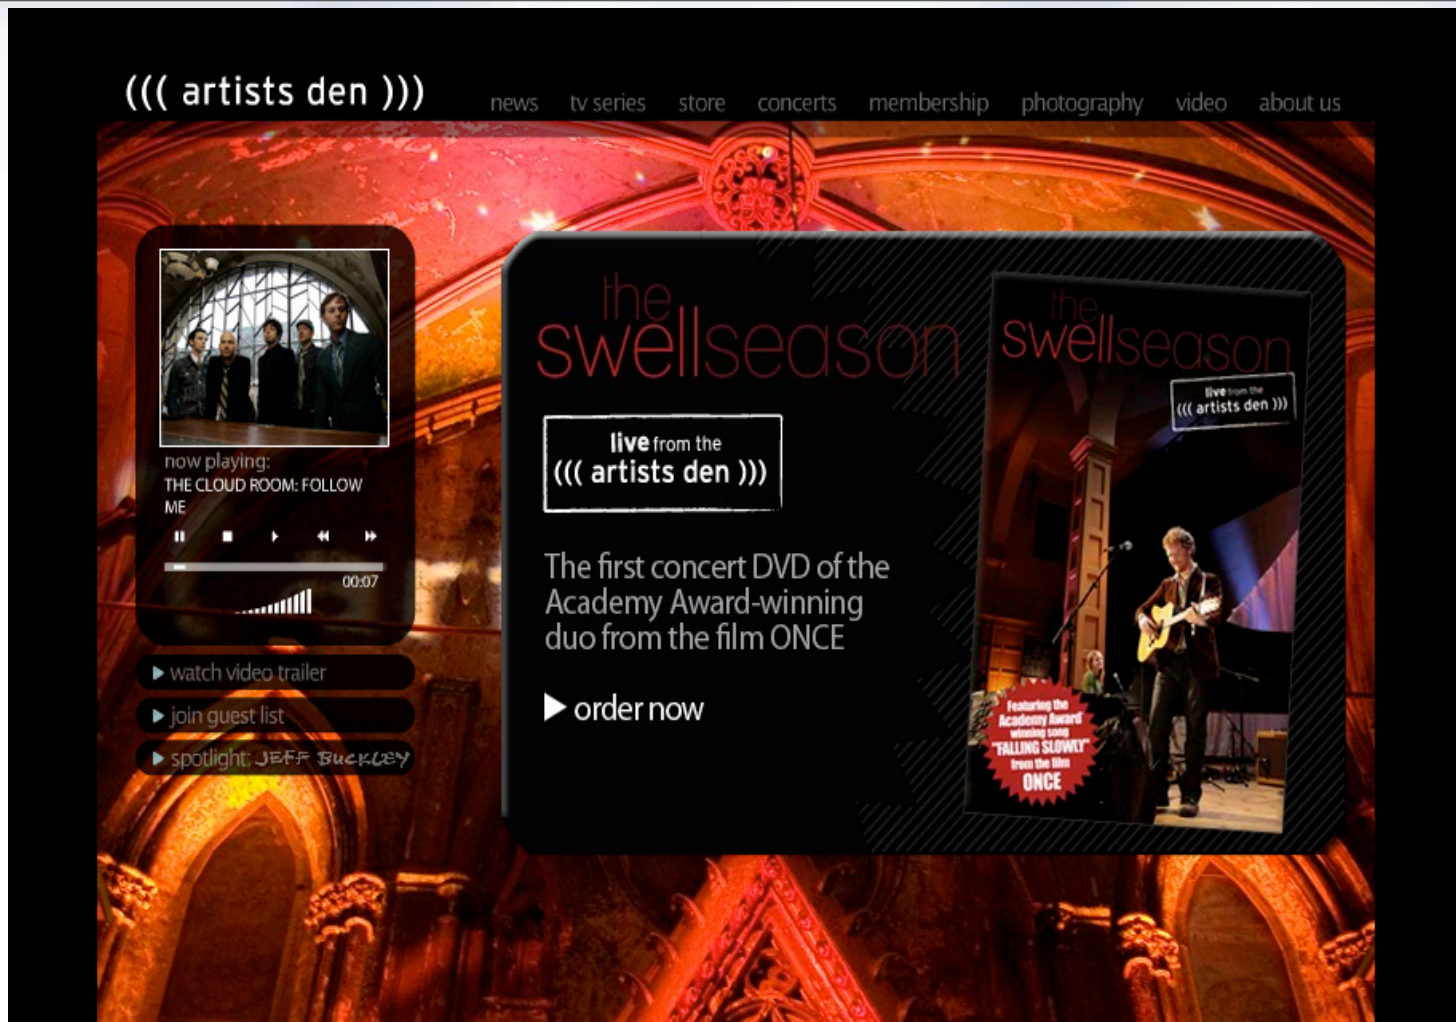 ((( artists den )))
news tv series store concerts membership photography video about us
now playing:
THE CLOUD ROOM: FOLLOW
ME
00:07
watch video trailer
join guest list
spotlight: JEFF BUCKLEY
the
swellseason
live from the
((( artists den )))
The first concert DVD of the
Academy Award-winning
duo from the film ONCE
order now
the
swellseason
live from the
((( artists den )))
Featuring the
Academy Award
winning song
"FALLING SLOWLY"
from the film
ONCE